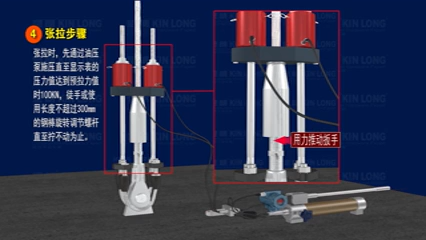 4 张拉步骤
张拉时，先通过油压
泵施压直至显示表的
压力值达到预拉力值
时100KN，徒手或使
用长度不超过300mm
的钢棒旋转调节螺杆
直至拧不动为止。
用力推动扳手
KIN LONG